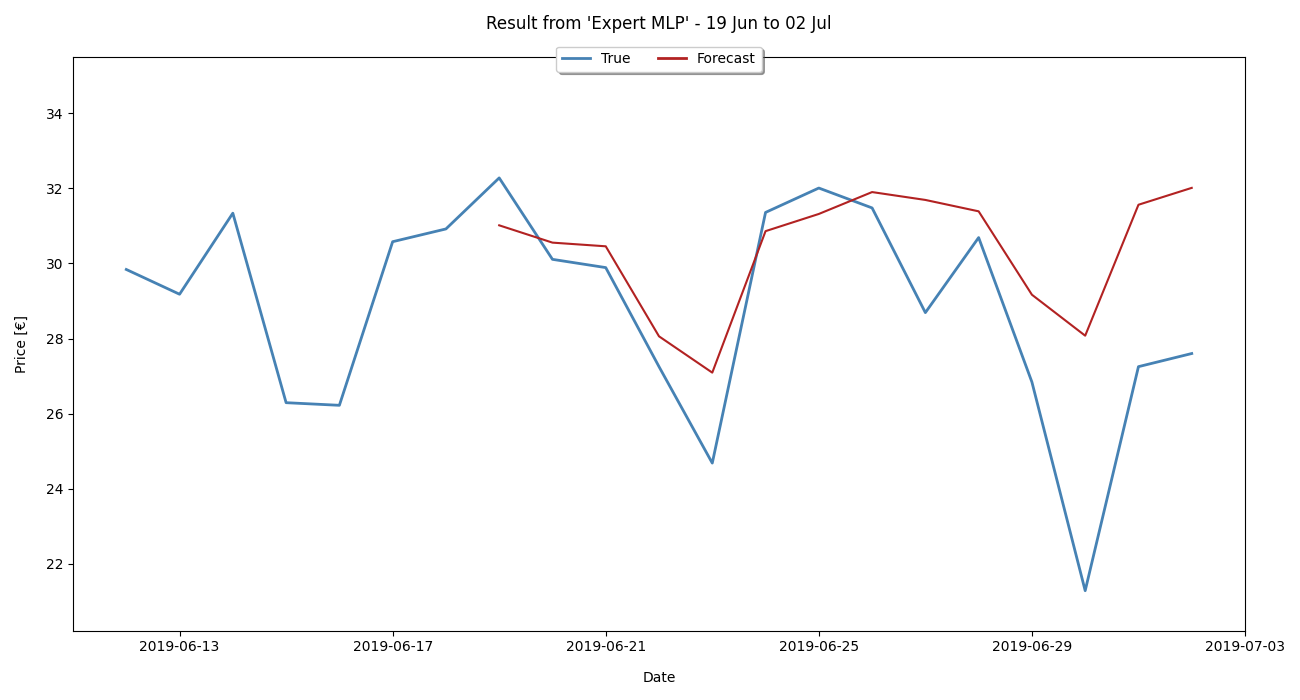 Result from 'Expert MLP' - 19 Jun to 02 Jul
True Forecast
34
32
30
28
26
24
22
Price [€]
2019-06-13 2019-06-17 2019-06-21 2019-06-25 2019-06-29 2019-07-03
Date